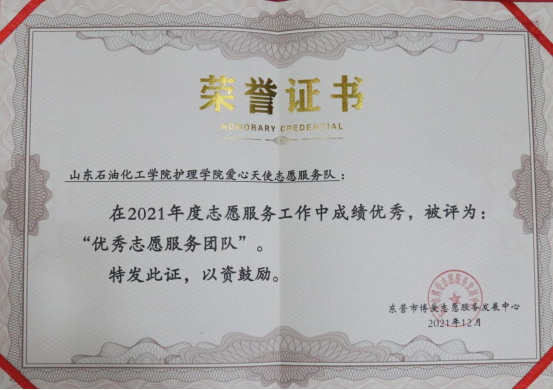 荣誉证书
HONORARY CREDENTIAL
山东石油化工学院护理学院爱心天使志愿服务队：
在2021年度志愿服务工作中成绩优秀，被评为：
“优秀志愿服务团队”。
特发此证，以资鼓励。
东营市博爱志愿服务发展中心
2021年12月